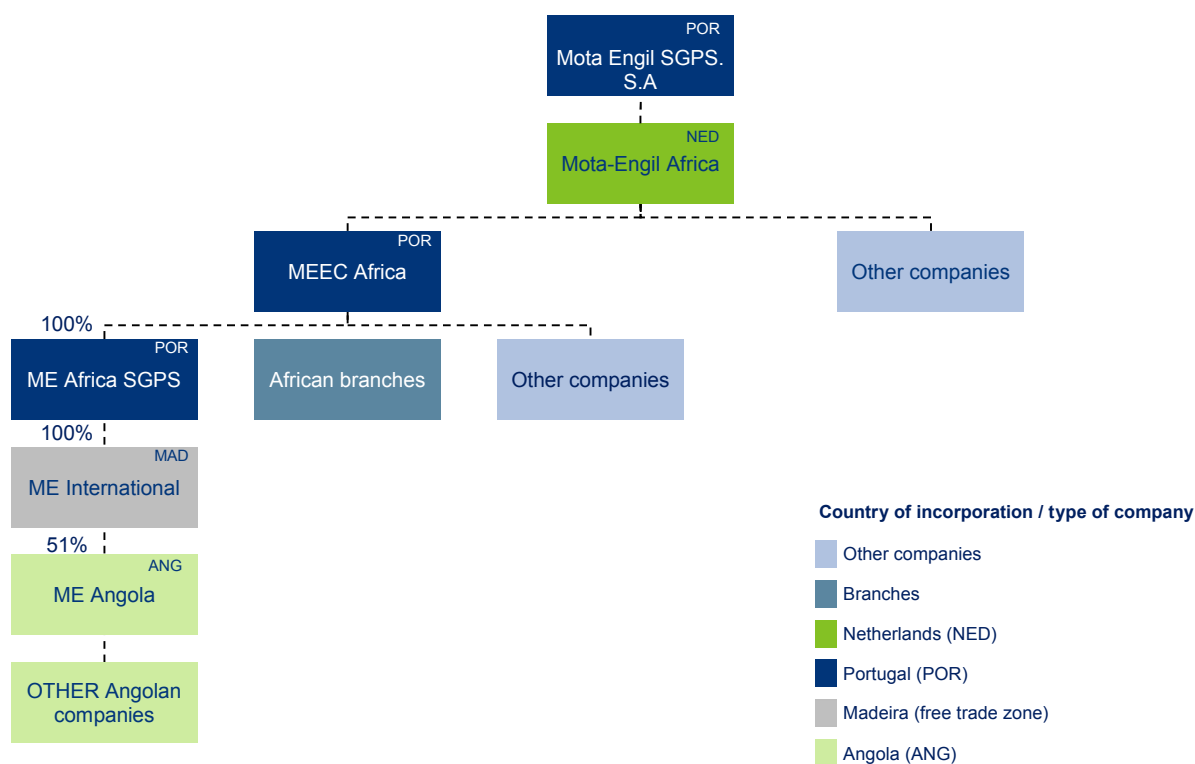 POR
Mota Engil SGPS.
S.A
NED
Mota-Engil Africa
POR
MEEC Africa
Other companies
100%
POR
ME Africa SGPS
African branches
Other companies
100%
MAD
ME International
51%
ANG
ME Angola
OTHER Angolan
companies
Country of incorporation / type of company
Other companies
Branches
Netherlands (NED)
Portugal (POR)
Madeira (free trade zone)
Angola (ANG)